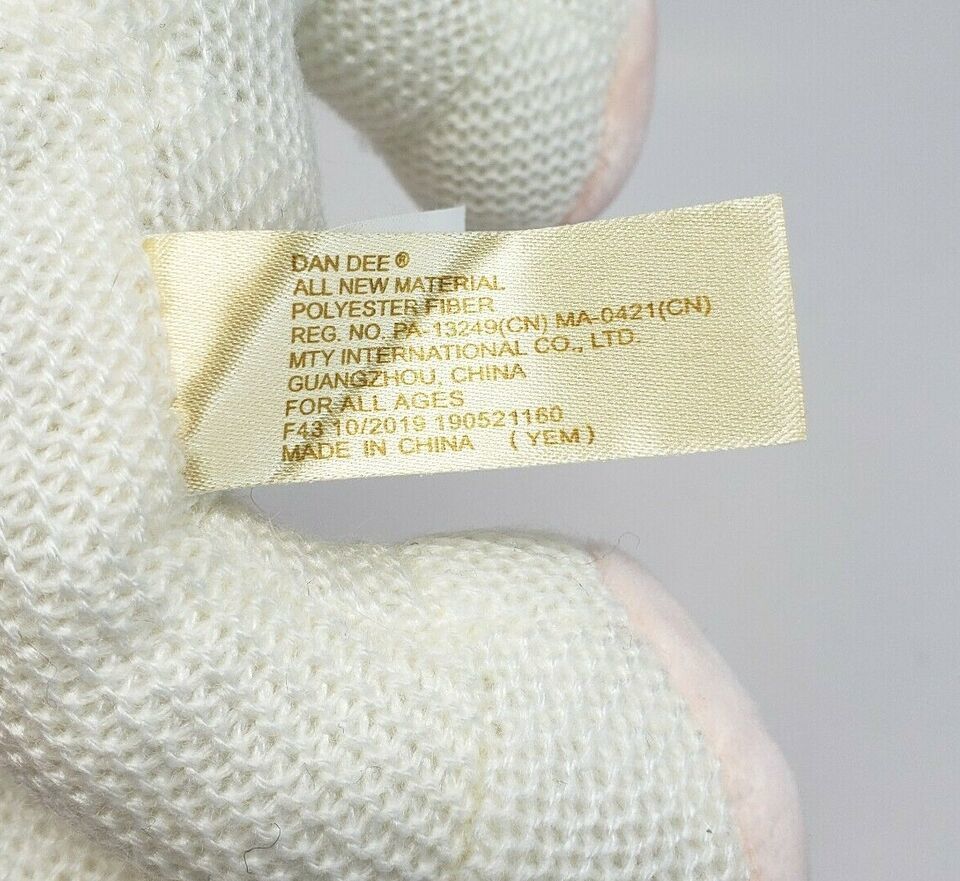 DAN DEE®
ALL NEW MATERIAL
POLYESTER FIBER
REG. NO. PA-13249(CN) MA-0421(CN)
MTY INTERNATIONAL CO., LTD.
GUANGZHOU, CHINA
FOR ALL AGES
F43 10/2019 190521160
MADE IN CHINA (YEM)